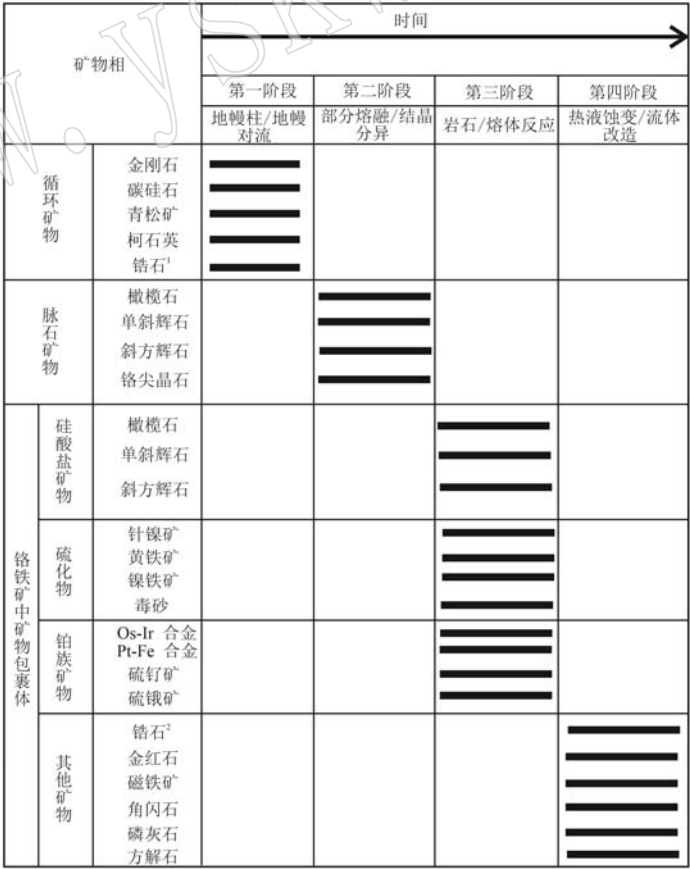 时间
矿物相
第一阶段 第二阶段 第三阶段 第四阶段
地幔柱/地幔 部分熔融/结晶 岩石/熔体反应 热液蚀变/流体
对流 分异 改造
循环矿物
金刚石
碳硅石
青松矿
柯石英
锆石1
脉石矿物
橄榄石
单斜辉石
斜方辉石
铬尖晶石
铬铁矿中矿物包裹体
硅酸盐矿物
橄榄石
单斜辉石
斜方辉石
硫化物
针镍矿
黄铁矿
镍铁矿
毒砂
铂族矿物
Os-Ir 合金
Pt-Fe 合金
硫钌矿
硫锇矿
其他矿物
锆石2
金红石
磁铁矿
角闪石
磷灰石
方解石